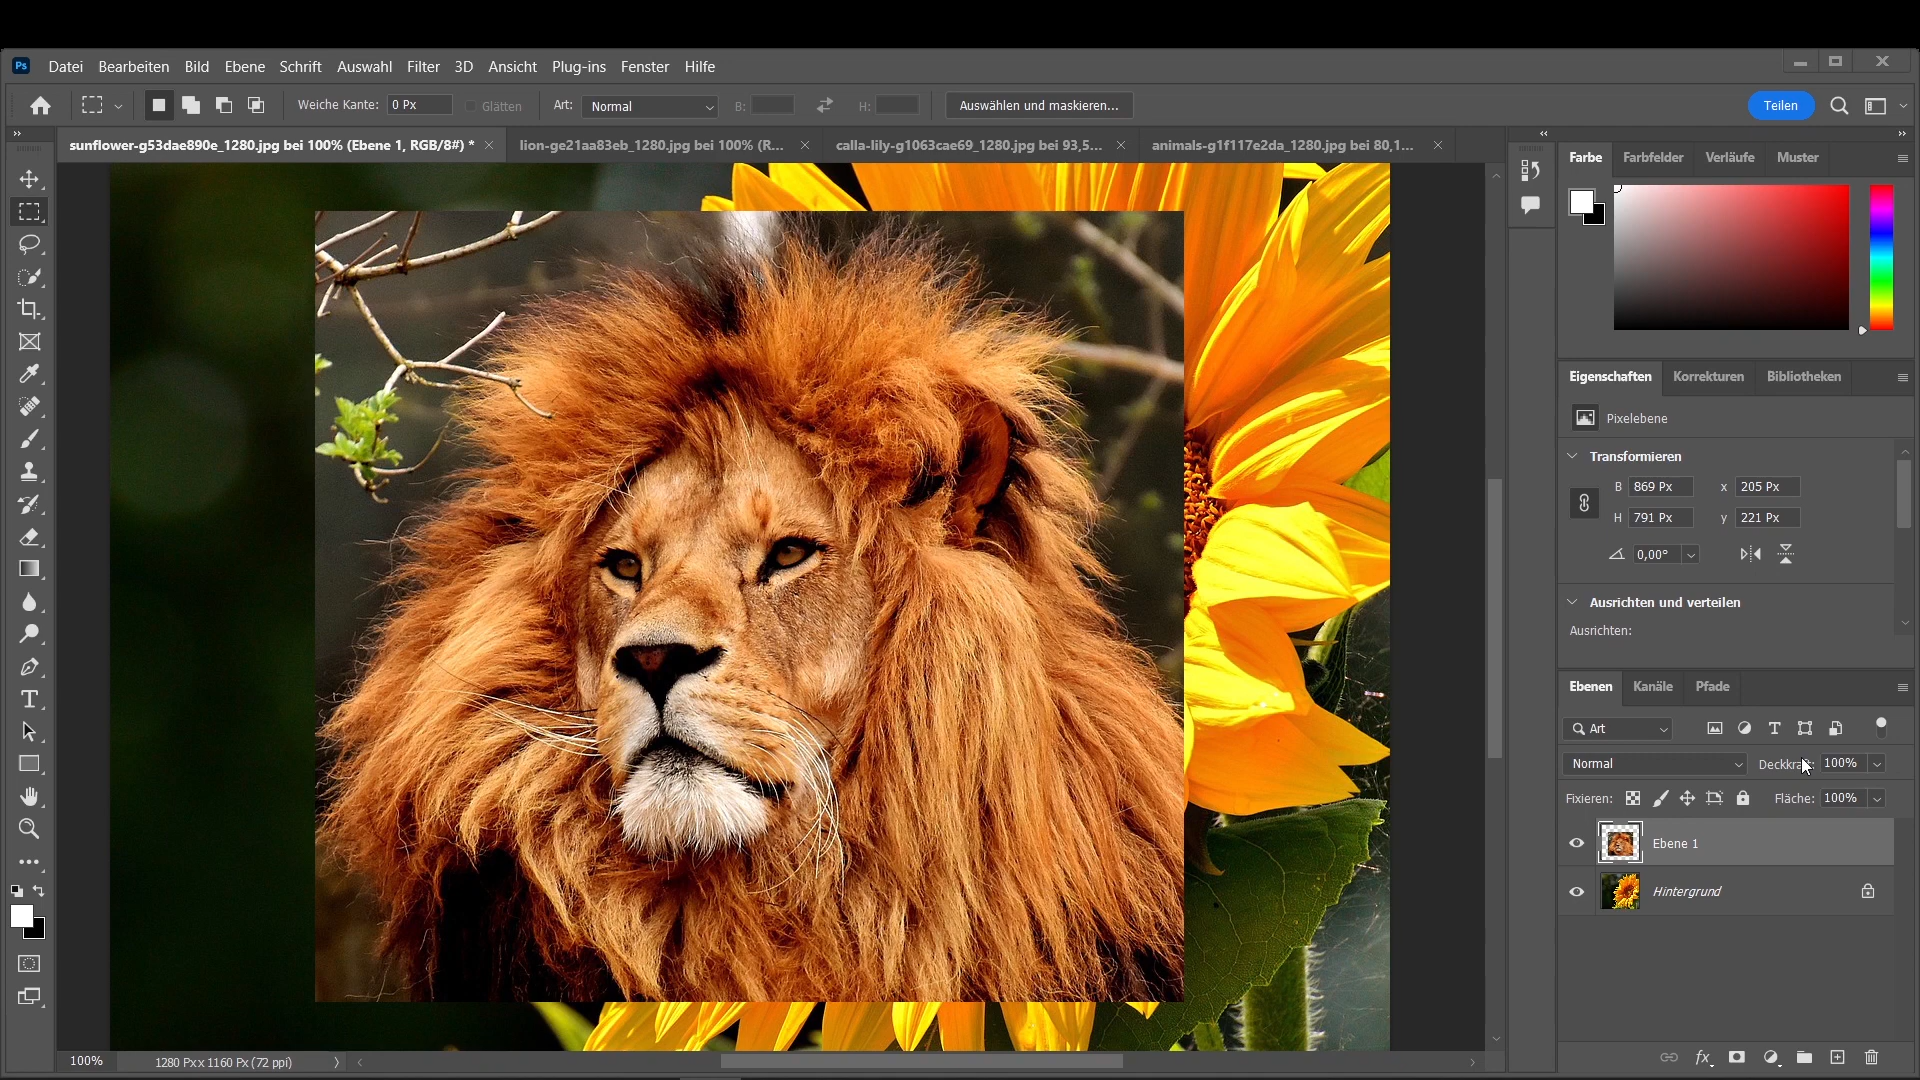 Ps Datei Bearbeiten Bild Ebene Schrift Auswahl Filter 3D Ansicht Plug-ins Fenster Hilfe
Weiche Kante: 0 Px Glätten Art: Normal B: H: Auswählen und maskieren... Teilen
sunflower-g53dae890e_1280.jpg bei 100% (Ebene 1, RGB/8#) * lion-ge21aa83eb_1280.jpg bei 100% (R... calla-lily-g1063cae69_1280.jpg bei 93,5... animals-g1f117e2da_1280.jpg bei 80,1...
Farbe Farbfelder Verläufe Muster
Eigenschaften Korrekturen Bibliotheken
Pixelebene
Transformieren
B 869 Px x 205 Px
H 791 Px y 221 Px
0,00°
Ausrichten und verteilen
Ausrichten:
Ebenen Kanäle Pfade
Art
Normal 100%
Fixieren: Fläche: 100%
Ebene 1
Hintergrund
100% 1280 Px x 1160 Px (72 ppi)
fx